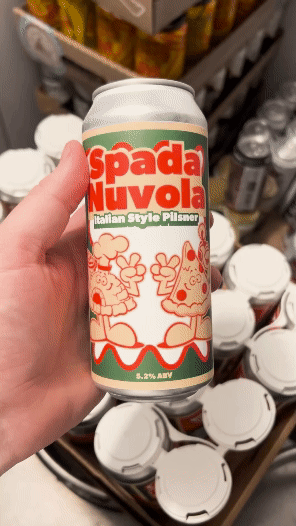 Spada
Nuvola
Italian Style Pilsner
5.2% ABV